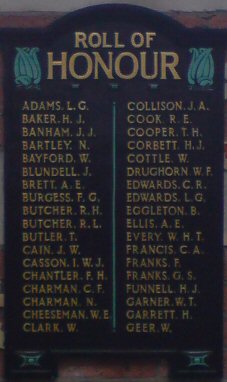 ROLL OF
HONOUR
ADAMS. L. G.
BAKER. H. J.
BANHAM. J. J.
BARTLEY. N.
BAYFORD. W.
BLUNDELL. J.
BRETT. A. E.
BURGESS. F. G.
BUTCHER. R. H.
BUTCHER. R. L.
BUTLER. T.
CAIN. J. W.
CASSON. I. W. J.
CHANTLER. F. H.
CHARMAN. C. F.
CHARMAN. N.
CHEESEMAN. W. E.
CLARK. W.
COLLISON. J. A.
COOK. R. E.
COOPER. T. H.
CORBETT. H. J.
COTTLE. W.
DRUGHORN. W. F.
EDWARDS. C. R.
EDWARDS. L. G.
EGGLETON. B.
ELLIS. A. E.
EVERY. W. H. T.
FRANCIS. C. A.
FRANKS. F.
FRANKS. G. S.
FUNNELL. H. J.
GARNER. W. T.
GARRETT. H.
GEER. W.